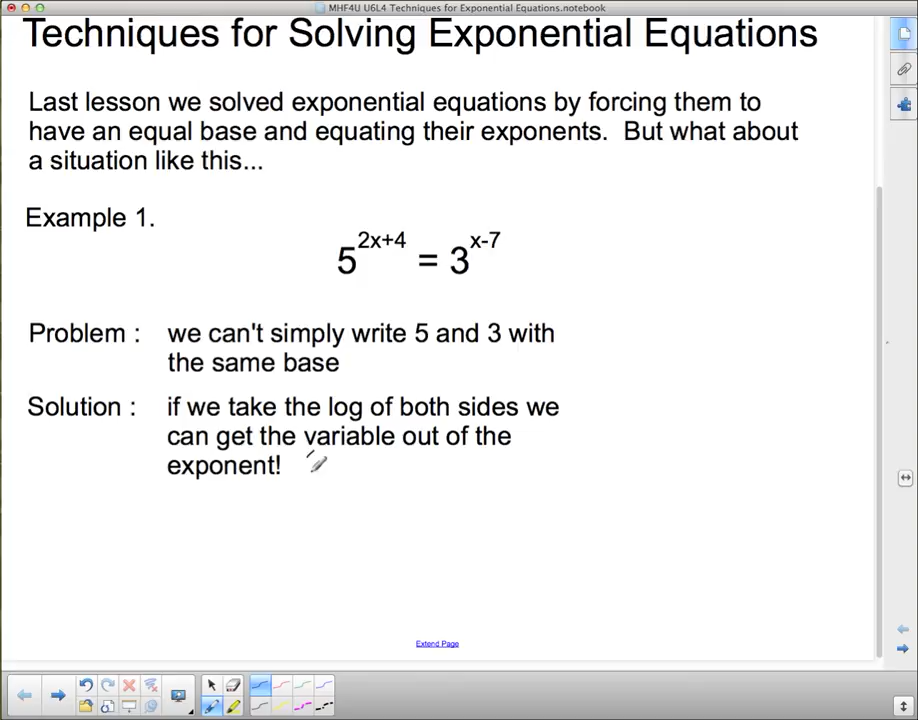 MHF4U U6L4 Techniques for Exponential Equations.notebook
Techniques for Solving Exponential Equations
Last lesson we solved exponential equations by forcing them to
have an equal base and equating their exponents.  But what about
a situation like this...
Example 1.
5^{2x+4} = 3^{x-7}
Problem :   we can't simply write 5 and 3 with
the same base
Solution :   if we take the log of both sides we
can get the variable out of the
exponent!
Extend Page